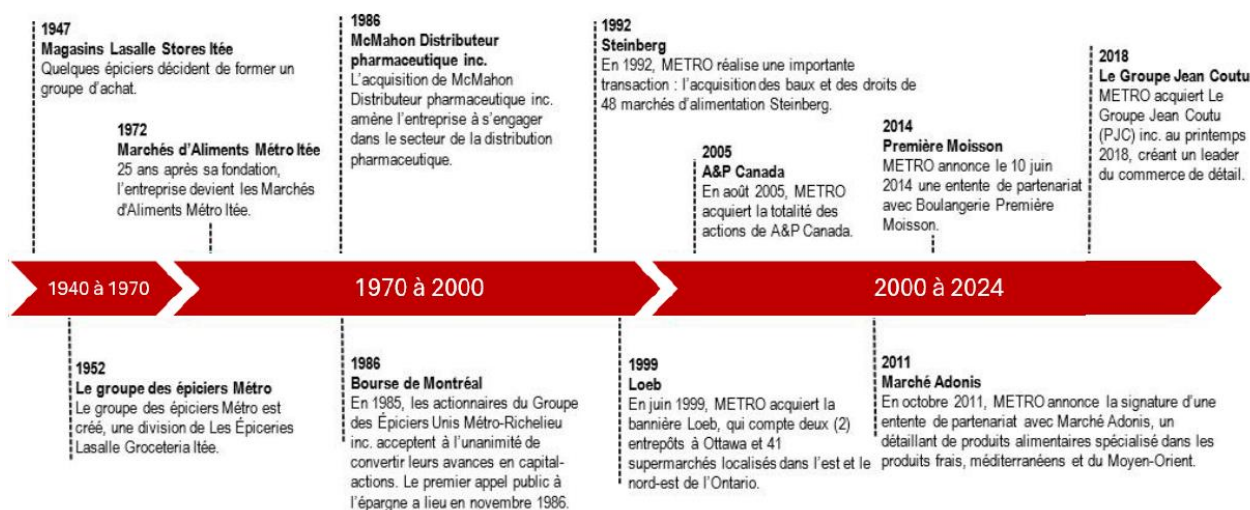 1947
Magasins Lasalle Stores ltée
Quelques épiciers décident de former un
groupe d'achat.
1972
Marchés d'Aliments Métro ltée
25 ans après sa fondation,
l'entreprise devient les Marchés
d'Aliments Métro ltée.
1986
McMahon Distributeur
pharmaceutique inc.
L'acquisition de McMahon
Distributeur pharmaceutique inc.
amène l'entreprise à s'engager
dans le secteur de la distribution
pharmaceutique.
1992
Steinberg
En 1992, METRO réalise une importante
transaction : l'acquisition des baux et des droits de
48 marchés d'alimentation Steinberg.
2005
A&P Canada
En août 2005, METRO
acquiert la totalité des
actions de A&P Canada.
2014
Première Moisson
METRO annonce le 10 juin
2014 une entente de partenariat
avec Boulangerie Première
Moisson.
2018
Le Groupe Jean Coutu
METRO acquiert Le
Groupe Jean Coutu
(PJC) inc. au printemps
2018, créant un leader
du commerce de détail.
1940 à 1970
1970 à 2000
2000 à 2024
1952
Le groupe des épiciers Métro
Le groupe des épiciers Métro est
créé, une division de Les Épiceries
Lasalle Groceteria ltée.
1986
Bourse de Montréal
En 1985, les actionnaires du Groupe
des Épiciers Unis Métro-Richelieu
inc. acceptent à l'unanimité de
convertir leurs avances en capital-
actions. Le premier appel public à
l'épargne a lieu en novembre 1986.
1999
Loeb
En juin 1999, METRO acquiert la
bannière Loeb, qui compte deux (2)
entrepôts à Ottawa et 41
supermarchés localisés dans l'est et le
nord-est de l'Ontario.
2011
Marché Adonis
En octobre 2011, METRO annonce la signature d'une
entente de partenariat avec Marché Adonis, un
détaillant de produits alimentaires spécialisé dans les
produits frais, méditerranéens et du Moyen-Orient.